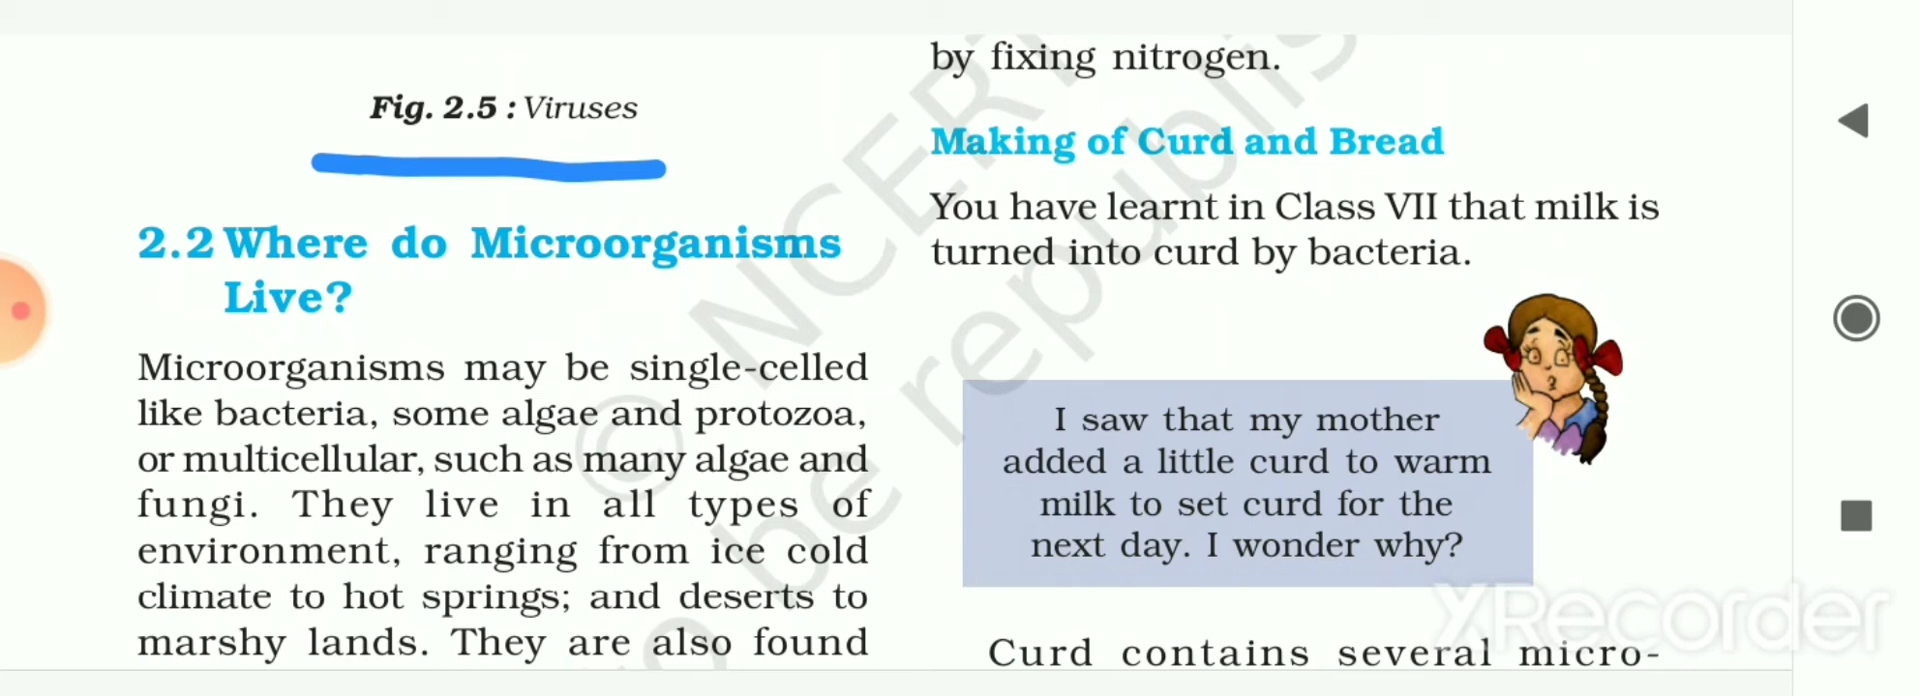 Fig. 2.5 : Viruses
2.2 Where do Microorganisms
Live?
Microorganisms may be single-celled
like bacteria, some algae and protozoa,
or multicellular, such as many algae and
fungi. They live in all types of
environment, ranging from ice cold
climate to hot springs; and deserts to
marshy lands. They are also found
by fixing nitrogen.
Making of Curd and Bread
You have learnt in Class VII that milk is
turned into curd by bacteria.
I saw that my mother
added a little curd to warm
milk to set curd for the
next day. I wonder why?
Curd contains several micro-
© NCERT
be republis
XRecorder